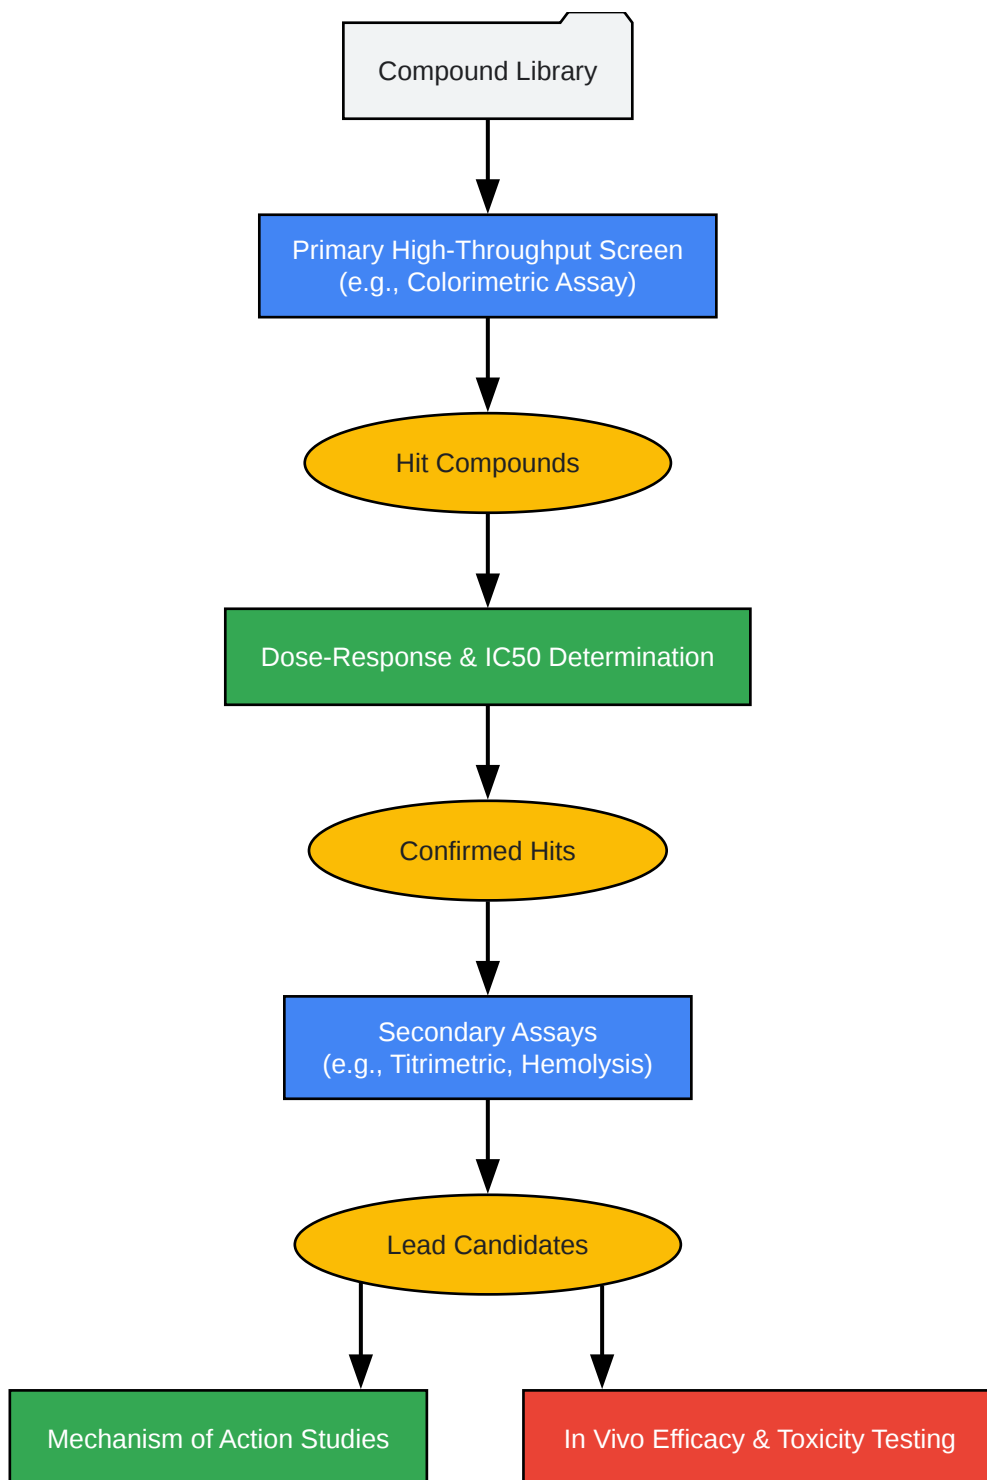 Compound Library
Primary High-Throughput Screen
(e.g., Colorimetric Assay)
Hit Compounds
Dose-Response & IC50 Determination
Confirmed Hits
Secondary Assays
(e.g., Titrimetric, Hemolysis)
Lead Candidates
Mechanism of Action Studies
In Vivo Efficacy & Toxicity Testing